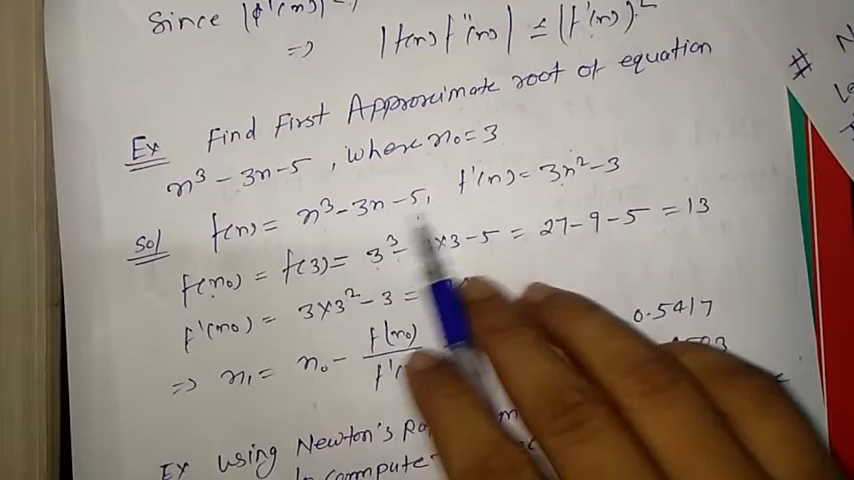 Since |φ'(x)|
⇒ |f(x) f"(x)| ≤ |f'(x)|²
Ex Find First Approximate root of equation
x³ - 3x - 5 , where x₀ = 3
Sol f(x) = x³ - 3x - 5, f'(x) = 3x² - 3
f(x₀) = f(3) = 3³ - ×3 - 5 = 27 - 9 - 5 = 13
f'(x₀) = 3×3² - 3 =
0.5417
⇒ x₁ = x₀ - f(x₀)
Ex using Newton's
to compute
#